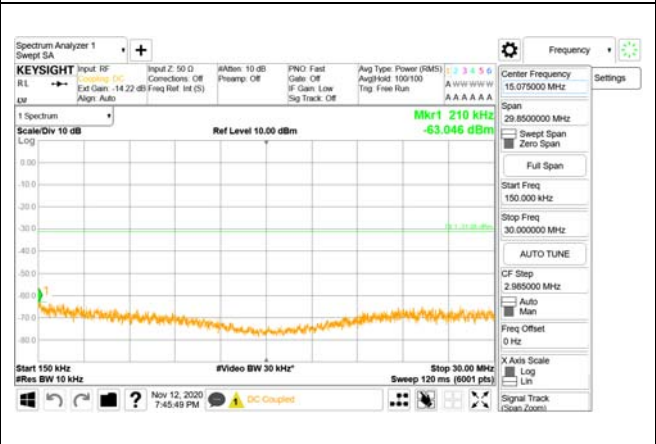 Spectrum Analyzer 1
Swept SA
Frequency
KEYSIGHT Input: RF Input Z: 50 Ω #Atten: 10 dB PNO: Fast Avg Type: Power (RMS) 1 2 3 4 5 6
RL Coupling: DC Corrections: Off Preamp: Off Gate: Off Avg|Hold: 100/100 A W W W W W
Ext Gain: -14.22 dB Freq Ref: Int (S) IF Gain: Low Trig: Free Run
Align: Auto Sig Track: Off A A A A A A
1 Spectrum
Mkr1 210 kHz
Scale/Div 10 dB Ref Level 10.00 dBm -63.046 dBm
Log
0.00
-10.0
-20.0
-30.0
-40.0
-50.0
-60.0
1
-70.0
-80.0
Start 150 kHz #Video BW 30 kHz* Stop 30.00 MHz
#Res BW 10 kHz Sweep 120 ms (6001 pts)
Nov 12, 2020
7:45:49 PM
DC Coupled
Settings
Center Frequency
15.075000 MHz
Span
29.8500000 MHz
Swept Span
Zero Span
Full Span
Start Freq
150.000 kHz
Stop Freq
30.000000 MHz
AUTO TUNE
CF Step
2.985000 MHz
Auto
Man
Freq Offset
0 Hz
X Axis Scale
Log
Lin
Signal Track
(Span Zoom)